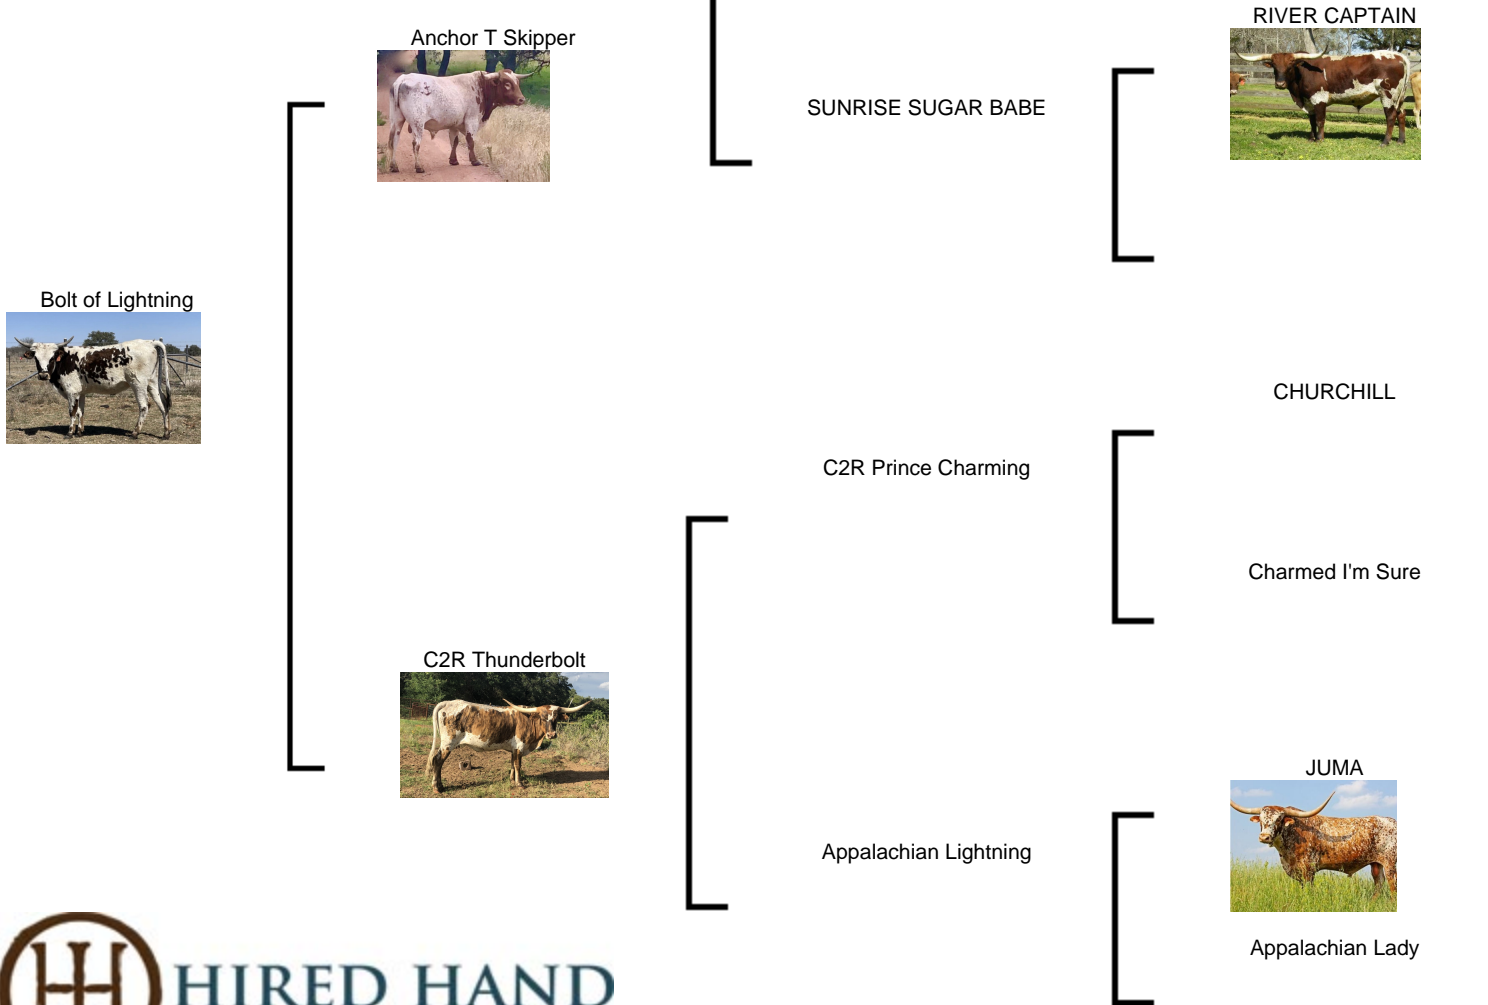 RIVER CAPTAIN
Anchor T Skipper
SUNRISE SUGAR BABE
Bolt of Lightning
CHURCHILL
C2R Prince Charming
Charmed I'm Sure
C2R Thunderbolt
JUMA
Appalachian Lightning
Appalachian Lady
HIRED HAND